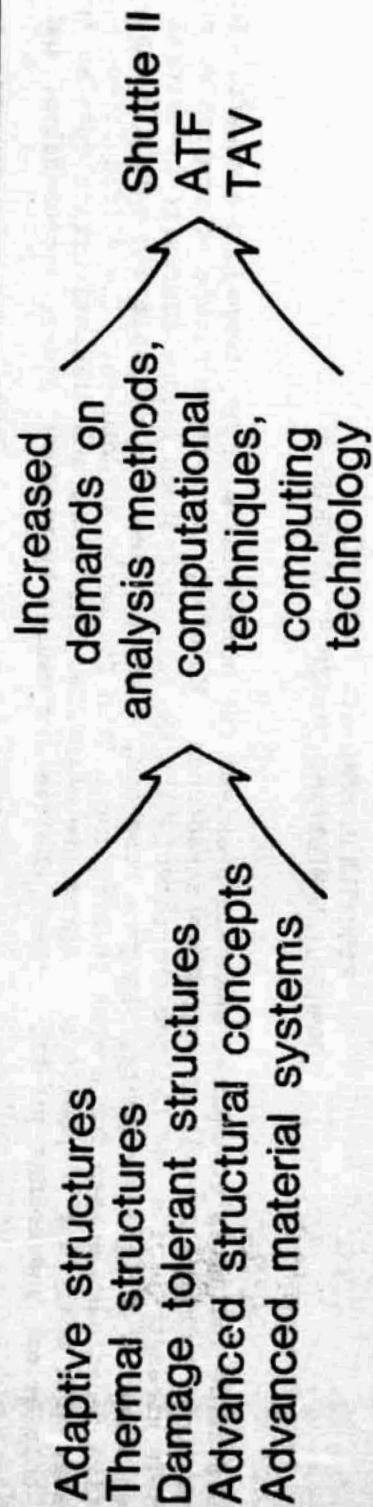 Adaptive structures
Thermal structures
Damage tolerant structures
Advanced structural concepts
Advanced material systems
Increased
demands on
analysis methods,
computational
techniques,
computing
technology
Shuttle II
ATF
TAV